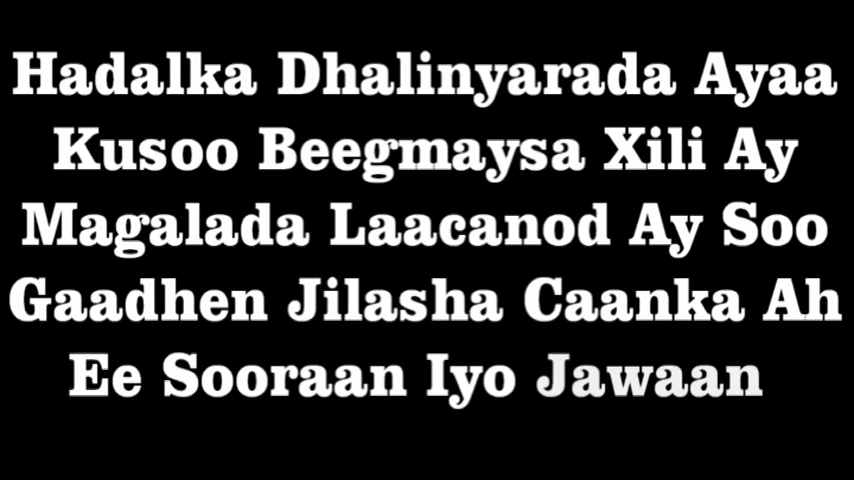 Hadalka Dhalinyarada Ayaa
Kusoo Beegmaysa Xili Ay
Magalada Laacanod Ay Soo
Gaadhen Jilasha Caanka Ah
Ee Sooraan Iyo Jawaan